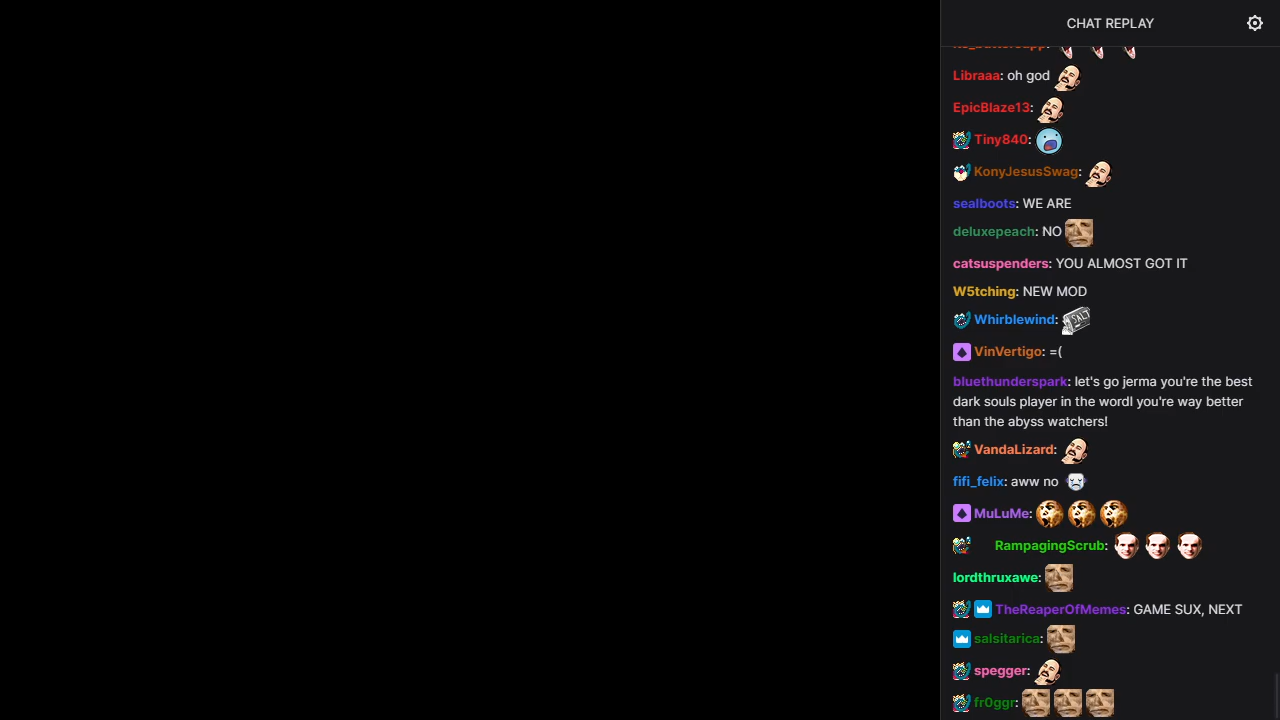 CHAT REPLAY
Libraaa: oh god
EpicBlaze13:
Tiny840:
KonyJesusSwag:
sealboots: WE ARE
deluxepeach: NO
catsuspenders: YOU ALMOST GOT IT
W5tching: NEW MOD
Whirblewind:
SALT
VinVertigo: =(
bluethunderspark: let's go jerma you're the best
dark souls player in the wordl you're way better
than the abyss watchers!
VandaLizard:
fifi_felix: aww no
MuLuMe:
RampagingScrub:
lordthruxawe:
TheReaperOfMemes: GAME SUX, NEXT
salsitarica:
spegger:
fr0ggr: